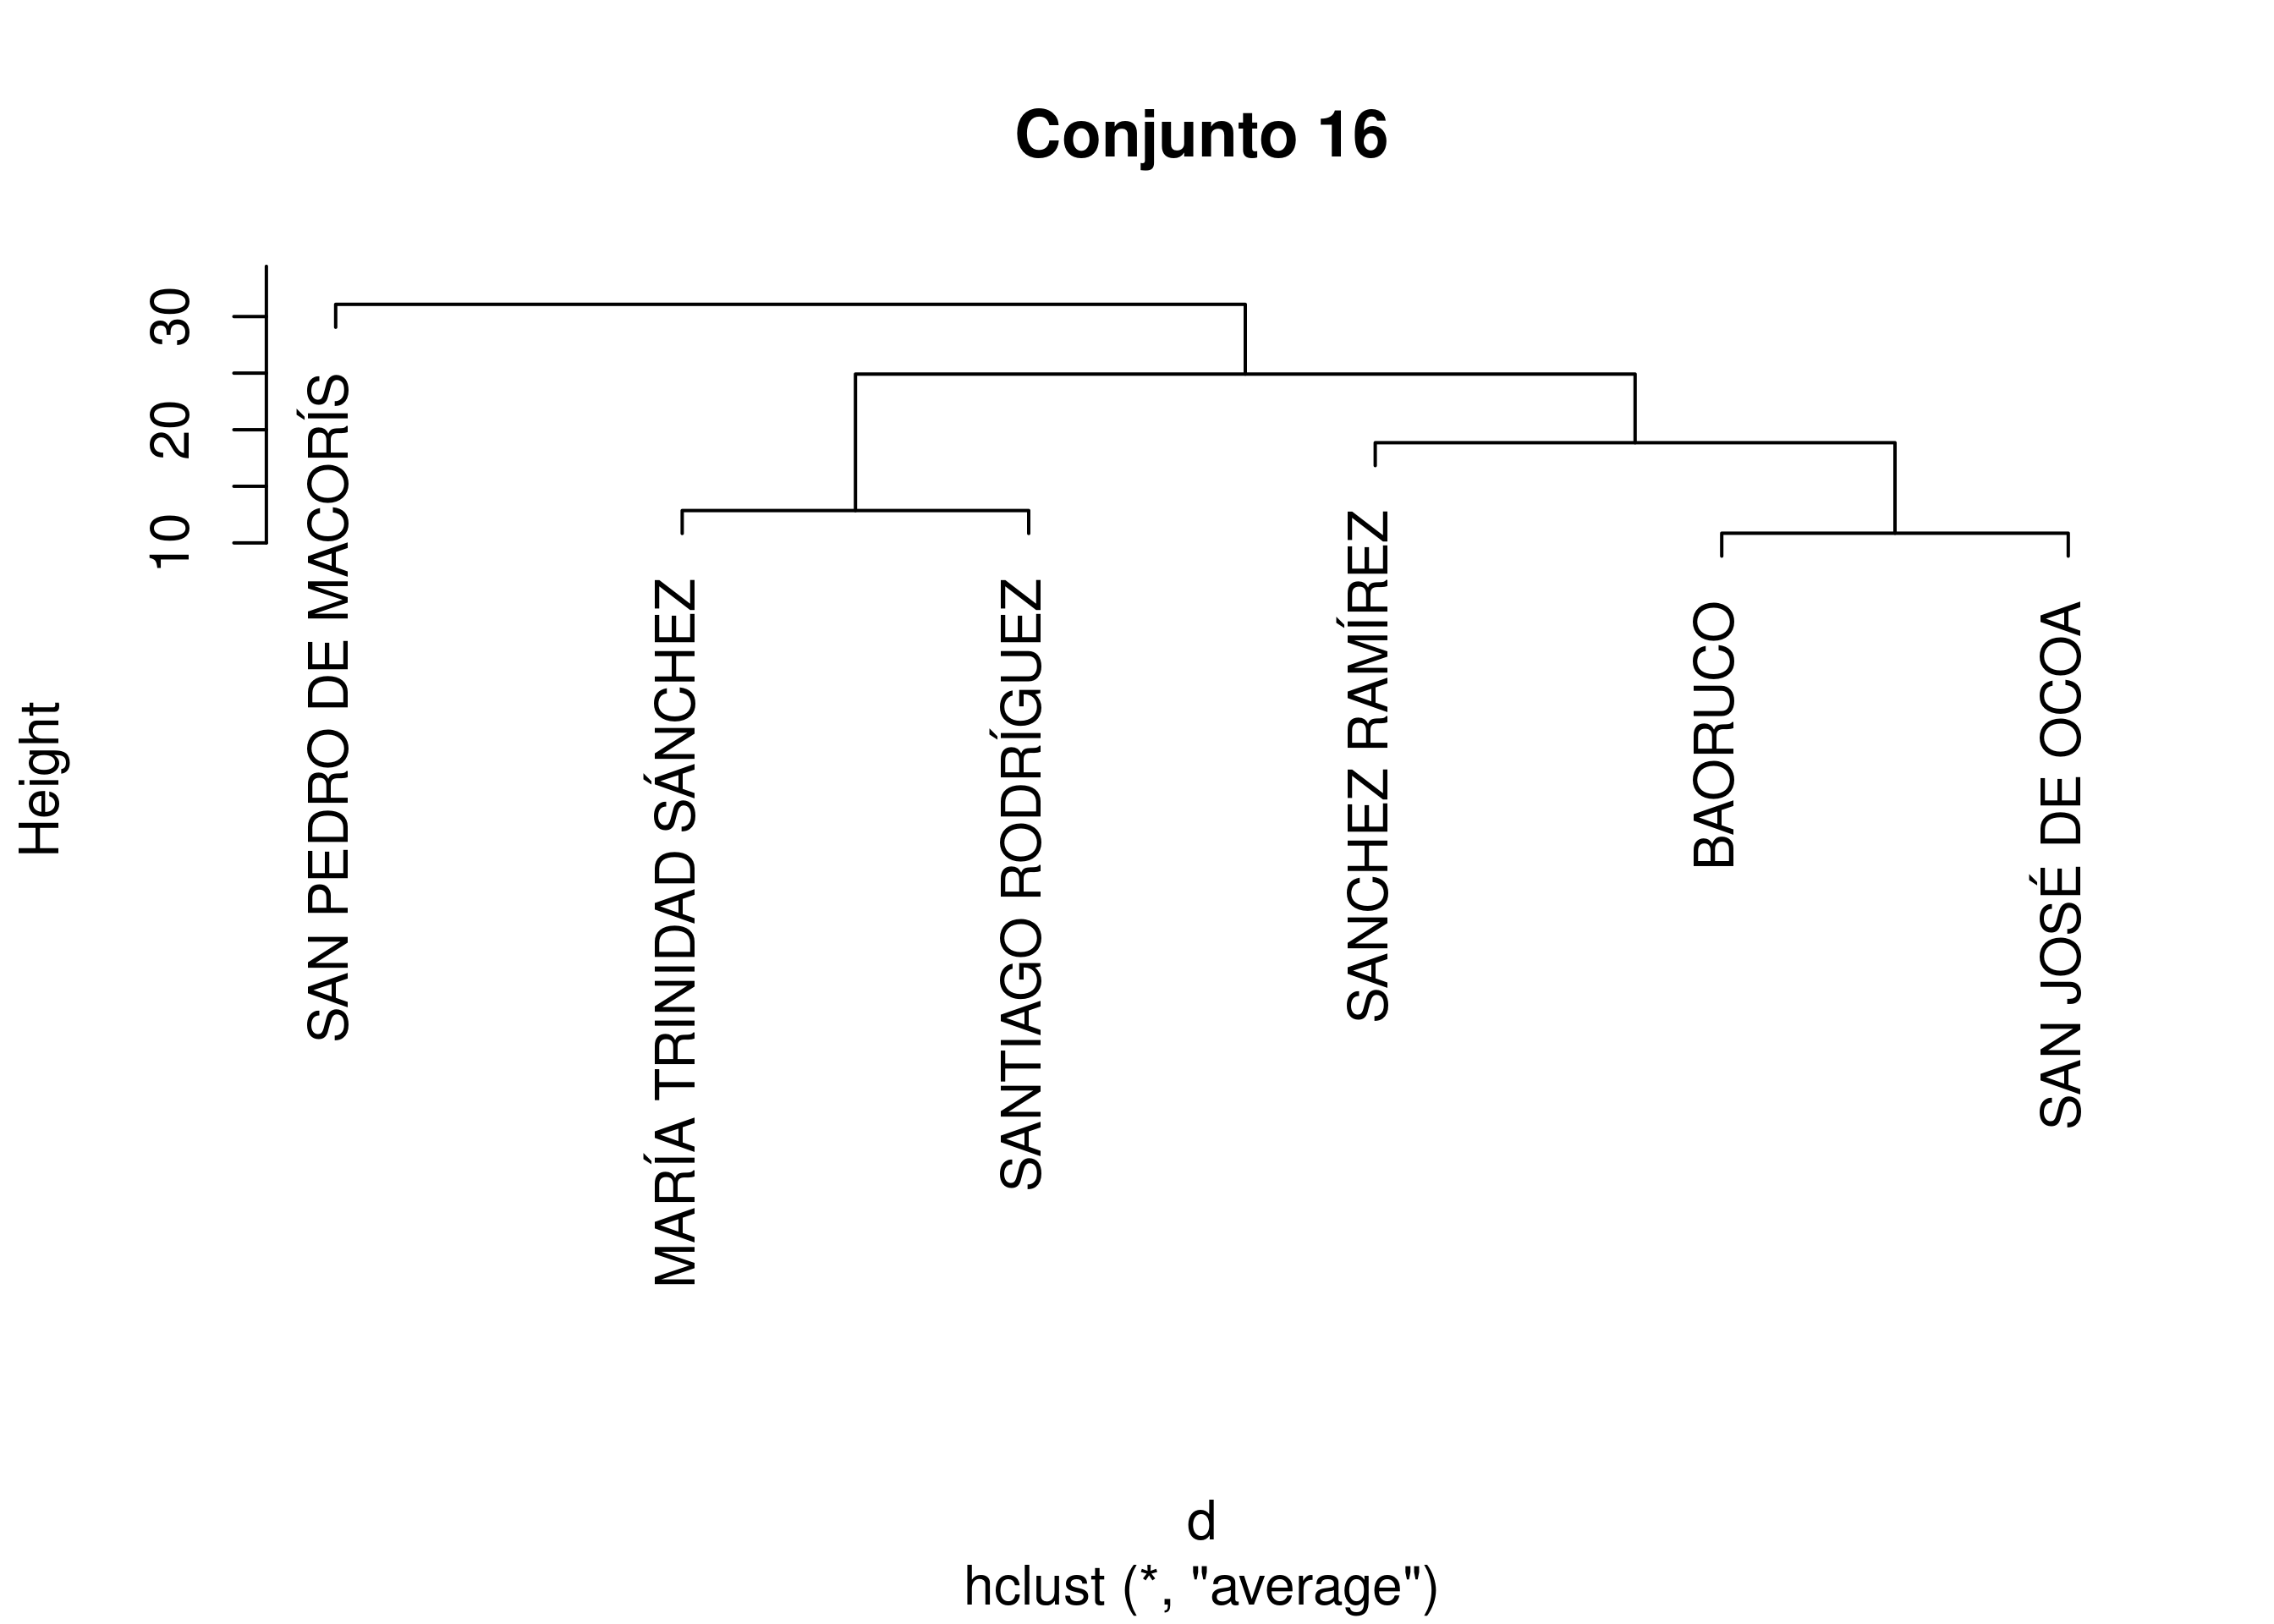 Conjunto 16
Height
30
20
10
SAN PEDRO DE MACORÍS
MARÍA TRINIDAD SÁNCHEZ
SANTIAGO RODRÍGUEZ
SANCHEZ RAMÍREZ
BAORUCO
SAN JOSÉ DE OCOA
d
hclust (*, "average")